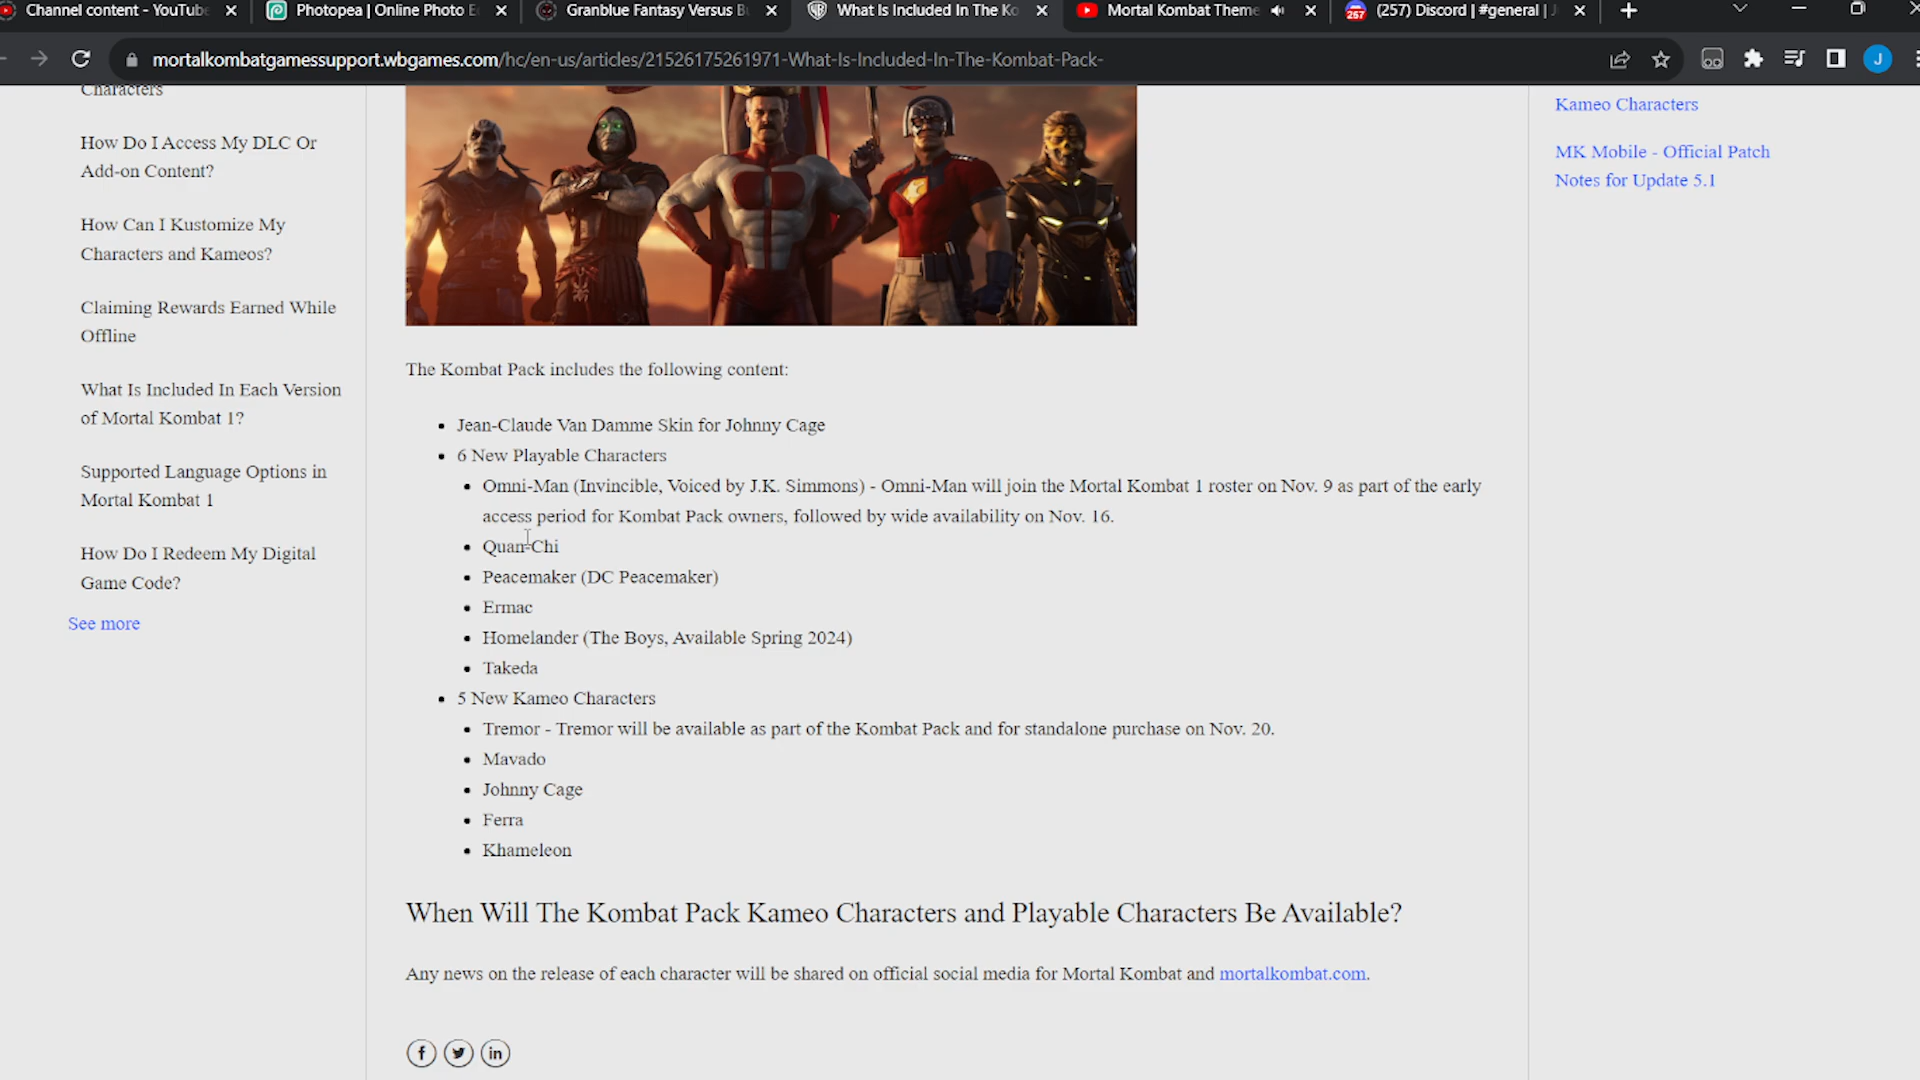 Channel content - YouTube
Photopea | Online Photo E
Granblue Fantasy Versus
What Is Included In The Ko
Mortal Kombat Theme
(257) Discord | #general |
mortalkombatgamessupport.wbgames.com/hc/en-us/articles/21526175261971-What-Is-Included-In-The-Kombat-Pack-
J
Characters
How Do I Access My DLC Or
Add-on Content?
How Can I Kustomize My
Characters and Kameos?
Claiming Rewards Earned While
Offline
What Is Included In Each Version
of Mortal Kombat 1?
Supported Language Options in
Mortal Kombat 1
How Do I Redeem My Digital
Game Code?
See more
The Kombat Pack includes the following content:
Jean-Claude Van Damme Skin for Johnny Cage
6 New Playable Characters
Omni-Man (Invincible, Voiced by J.K. Simmons) - Omni-Man will join the Mortal Kombat 1 roster on Nov. 9 as part of the early
access period for Kombat Pack owners, followed by wide availability on Nov. 16.
Quan-Chi
Peacemaker (DC Peacemaker)
Ermac
Homelander (The Boys, Available Spring 2024)
Takeda
5 New Kameo Characters
Tremor - Tremor will be available as part of the Kombat Pack and for standalone purchase on Nov. 20.
Mavado
Johnny Cage
Ferra
Khameleon
When Will The Kombat Pack Kameo Characters and Playable Characters Be Available?
Any news on the release of each character will be shared on official social media for Mortal Kombat and mortalkombat.com.
Kameo Characters
MK Mobile - Official Patch
Notes for Update 5.1